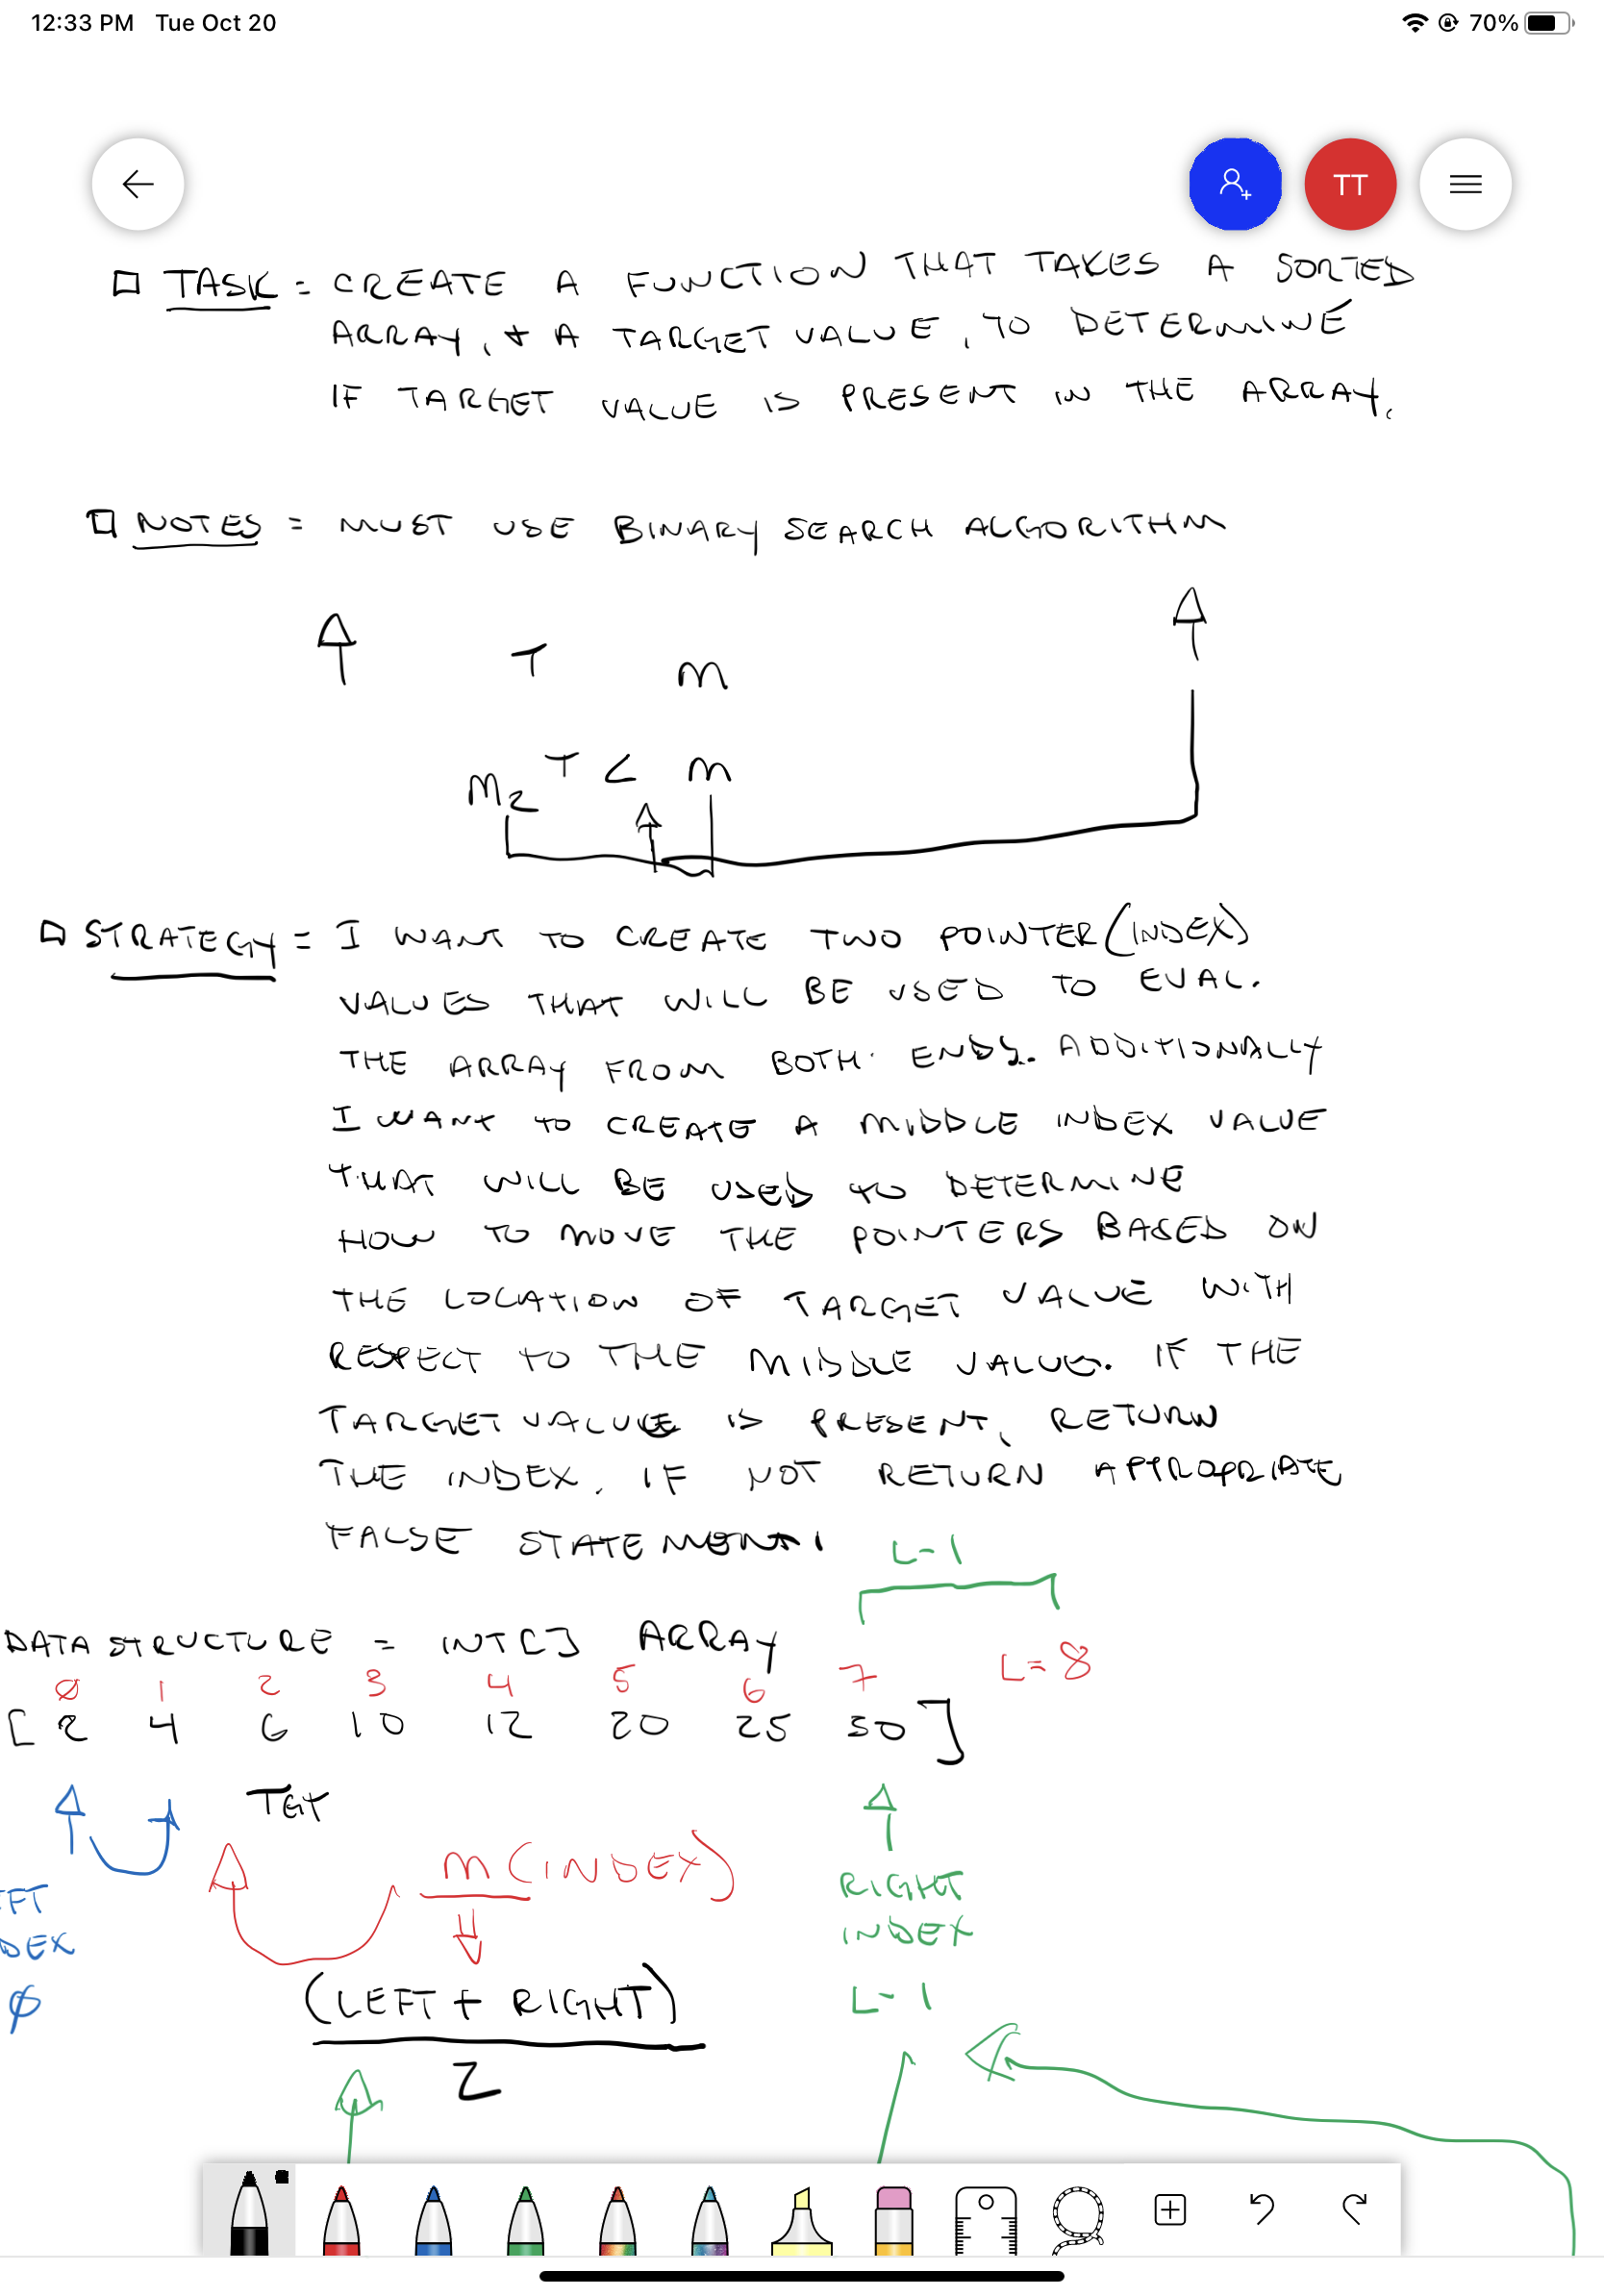 12:33 PM Tue Oct 20 70%
TT
TASK = CREATE A FUNCTION THAT TAKES A SORTED
ARRAY, + A TARGET VALUE, TO DETERMINE
IF TARGET VALUE IS PRESENT IN THE ARRAY.
NOTES = MUST USE BINARY SEARCH ALGORITHM
T M
M2 T < M
STRATEGY = I WANT TO CREATE TWO POINTER (INDEX)
VALUES THAT WILL BE USED TO EVAL.
THE ARRAY FROM BOTH ENDS. ADDITIONALLY
I WANT TO CREATE A MIDDLE INDEX VALUE
THAT WILL BE USED TO DETERMINE
HOW TO MOVE THE POINTERS BASED ON
THE LOCATION OF TARGET VALUE WITH
RESPECT TO THE MIDDLE VALUE. IF THE
TARGET VALUE IS PRESENT, RETURN
THE INDEX. IF NOT RETURN APPROPRIATE
FALSE STATEMENT.
L-1
DATA STRUCTURE = INT[] ARRAY
L=8
0 1 2 3 4 5 6 7
[2 4 6 10 12 20 25 30]
TGT
M (INDEX)
EFT
DEX
0
RIGHT
INDEX
L-1
(LEFT + RIGHT)
2